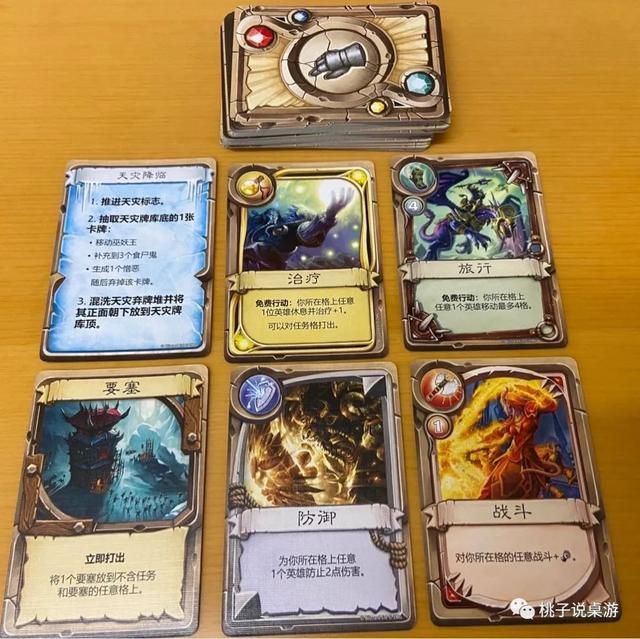 天灾降临
1. 推进天灾标志。
2. 抽取天灾牌库底的1张
卡牌：
• 移动巫妖王
• 补充到3个食尸鬼
• 生成1个憎恶
随后弃掉该卡牌。
3. 混洗天灾弃牌堆并将
其正面朝下放到天灾牌
库顶。
治疗
免费行动：你所在格上任意
1位英雄休息并治疗+1。
可以对任务格打出。
4
旅行
免费行动：你所在格上
任意1个英雄移动最多4格。
要塞
立即打出
将1个要塞放到不含任务
和要塞的任意格上。
防御
为你所在格上任意
1个英雄防止2点伤害。
1
战斗
对你所在格的任意战斗+
桃子说桌游